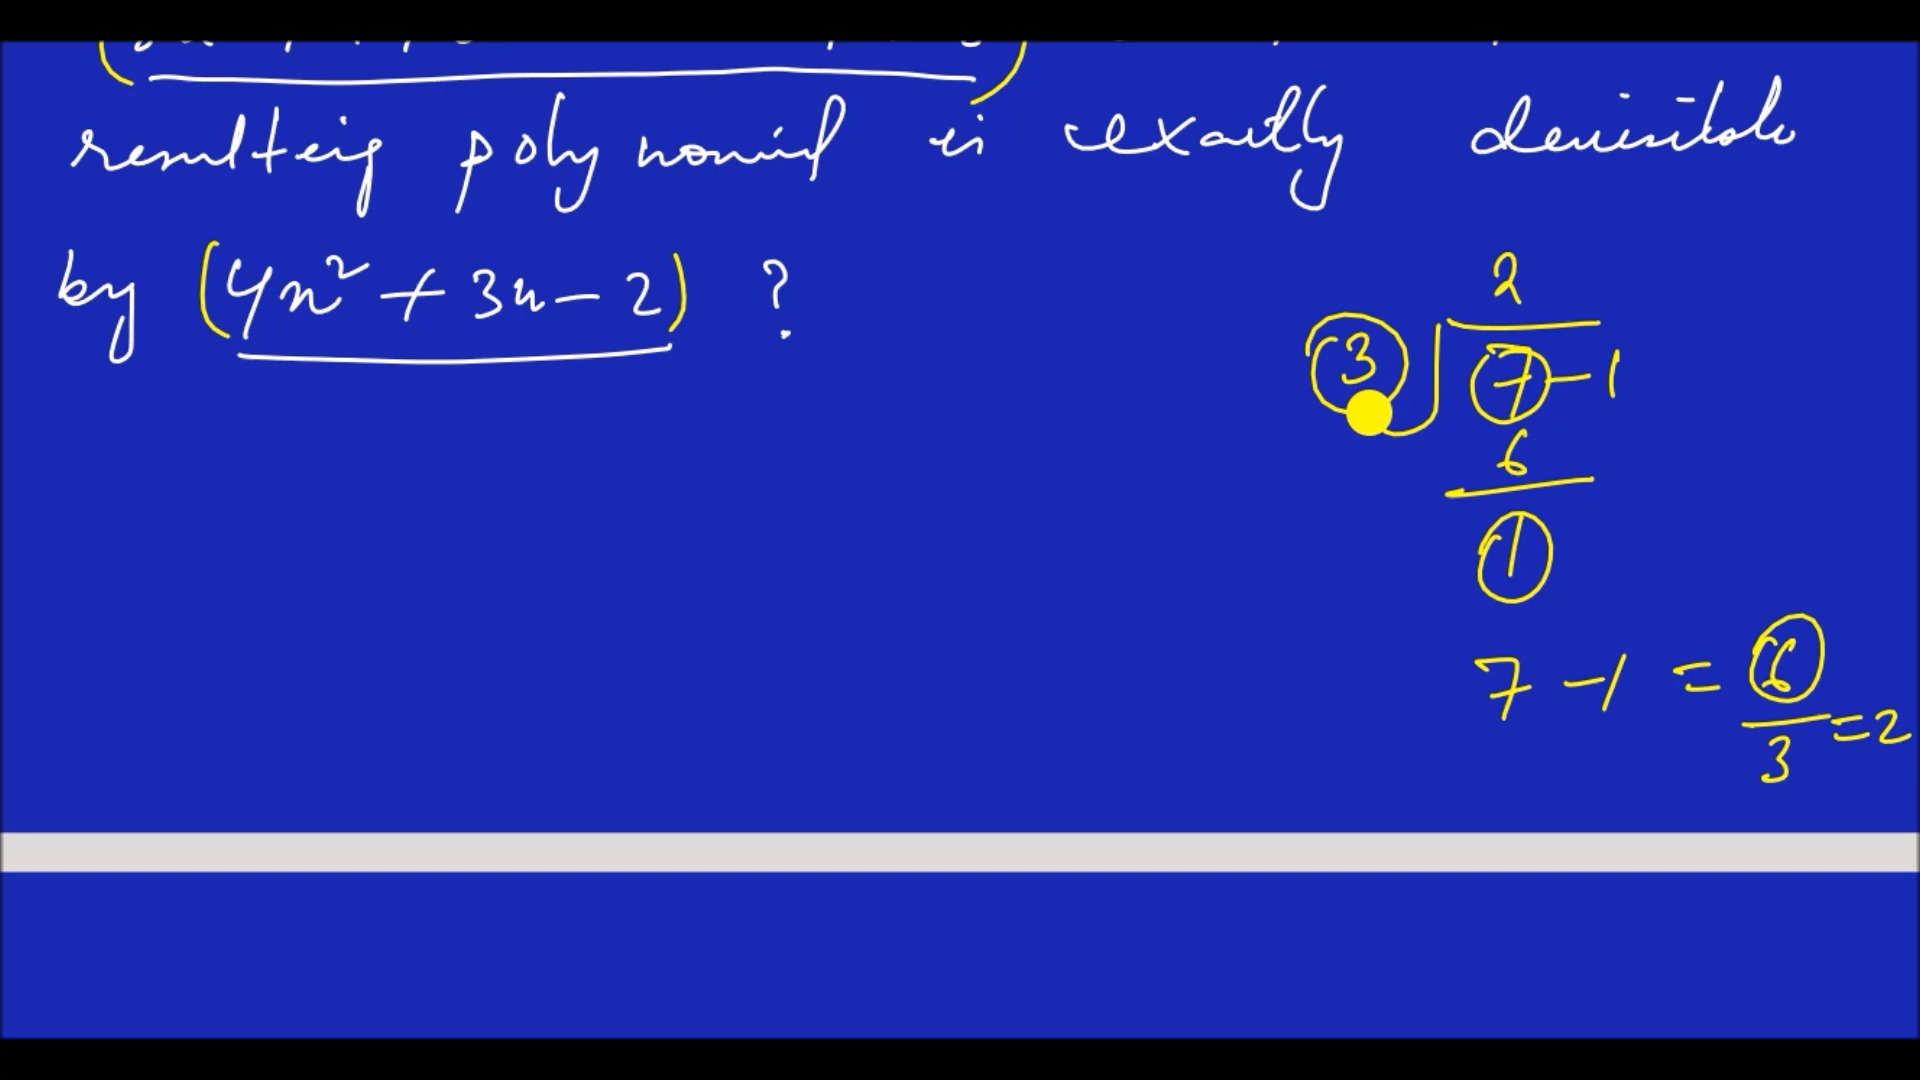 resulting polynomial is exactly divisible
by (4x² + 3x - 2) ?
2
3 7 - 1
6
1
7 - 1 = 6/3 = 2